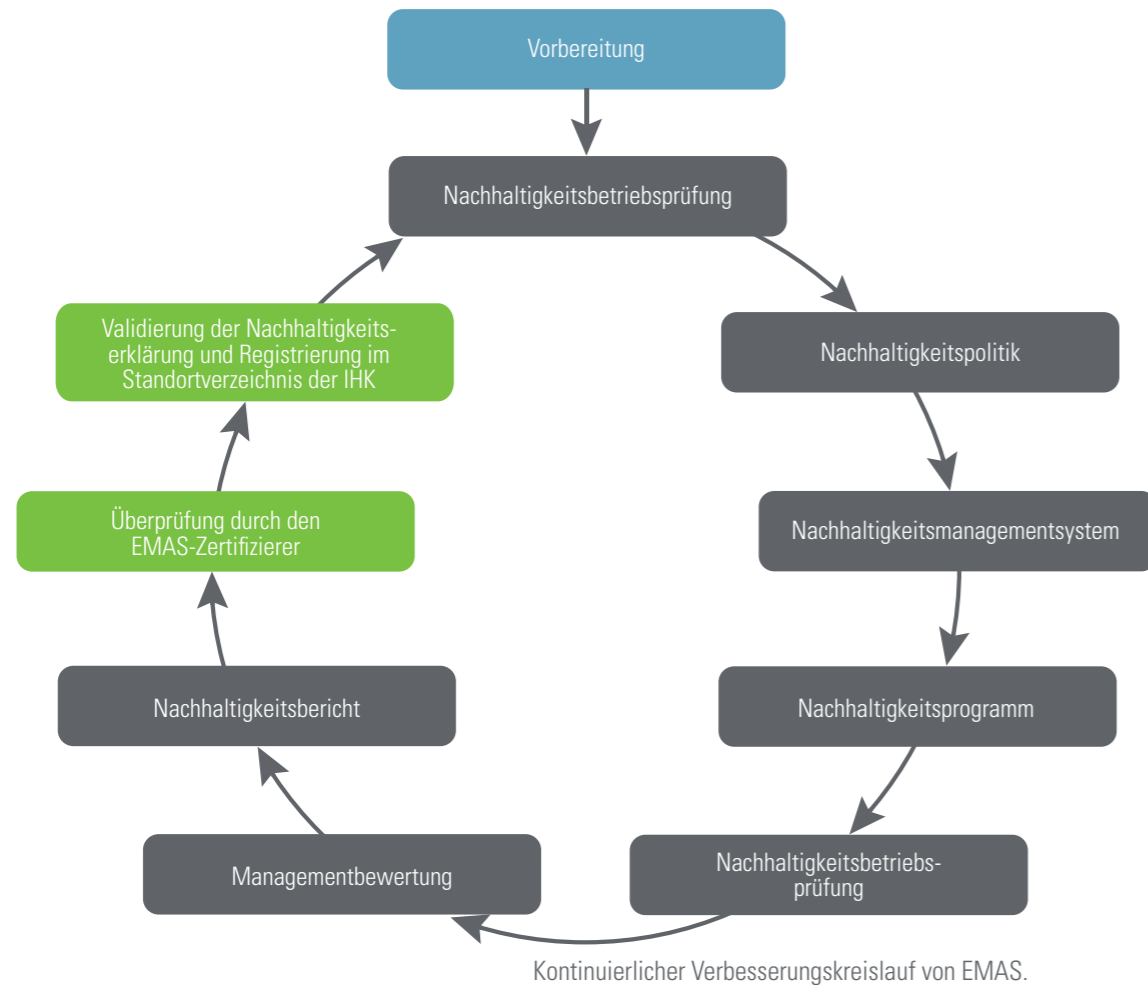 Vorbereitung
Nachhaltigkeitsbetriebsprüfung
Nachhaltigkeitspolitik
Nachhaltigkeitsmanagementsystem
Nachhaltigkeitsprogramm
Nachhaltigkeitsbetriebs-
prüfung
Managementbewertung
Nachhaltigkeitsbericht
Überprüfung durch den
EMAS-Zertifizierer
Validierung der Nachhaltigkeits-
erklärung und Registrierung im
Standortverzeichnis der IHK
Kontinuierlicher Verbesserungskreislauf von EMAS.